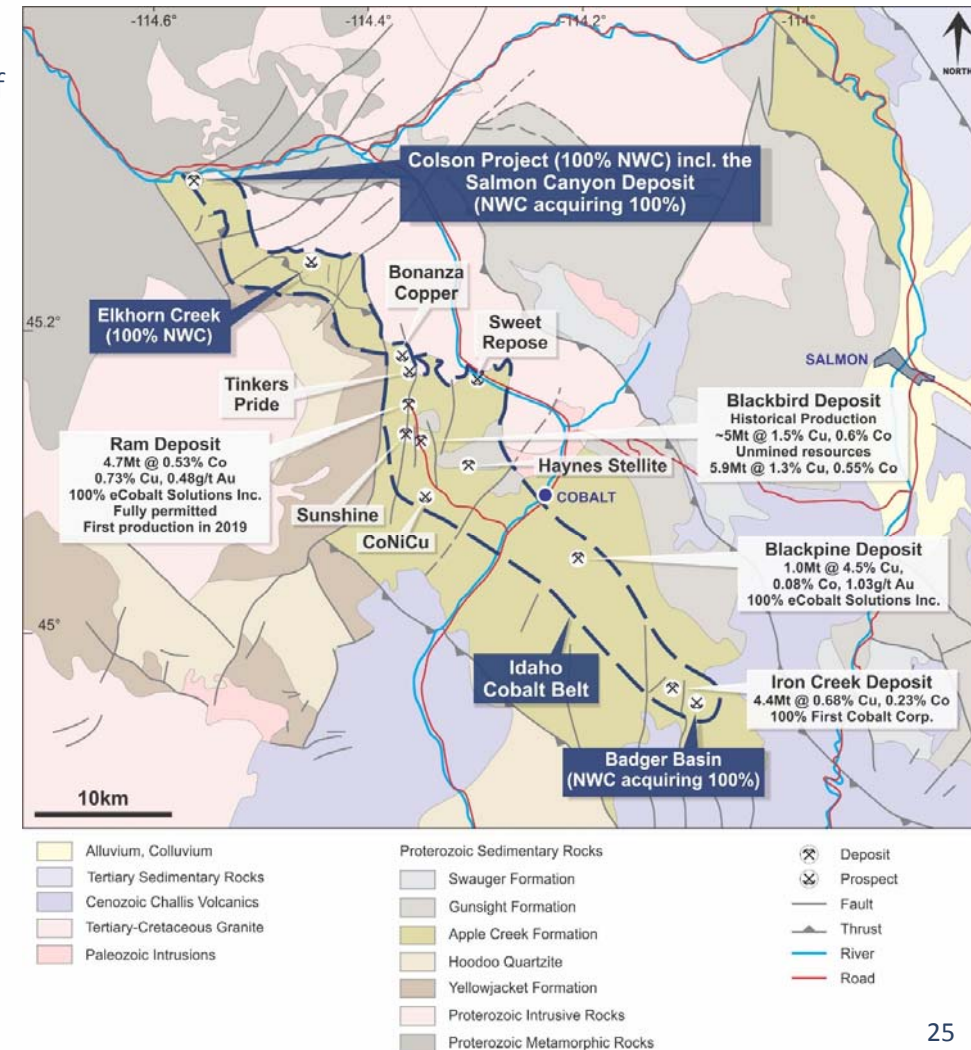 -114.6°
-114.4°
-114.2°
-114°
c
NORTH
Colson Project (100% NWC) incl. the
Salmon Canyon Deposit
(NWC acquiring 100%)
Bonanza
Copper
Elkhorn Creek
(100% NWC)
45.2°
Sweet
Repose
SALMON
Tinkers
Pride
Blackbird Deposit
Historical Production
~5Mt @ 1.5% Cu, 0.6% Co
Unmined resources
5.9Mt @ 1.3% Cu, 0.55% Co
Ram Deposit
4.7Mt @ 0.53% Co
0.73% Cu, 0.48g/t Au
100% eCobalt Solutions Inc.
Fully permitted
First production in 2019
Haynes Stellite
COBALT
Sunshine
CoNiCu
Blackpine Deposit
1.0Mt @ 4.5% Cu,
0.08% Co, 1.03g/t Au
100% eCobalt Solutions Inc.
45°
Idaho
Cobalt Belt
Iron Creek Deposit
4.4Mt @ 0.68% Cu, 0.23% Co
100% First Cobalt Corp.
Badger Basin
(NWC acquiring 100%)
10km
Alluvium, Colluvium
Tertiary Sedimentary Rocks
Cenozoic Challis Volcanics
Tertiary-Cretaceous Granite
Paleozoic Intrusions
Proterozoic Sedimentary Rocks
Swauger Formation
Gunsight Formation
Apple Creek Formation
Hoodoo Quartzite
Yellowjacket Formation
Proterozoic Intrusive Rocks
Proterozoic Metamorphic Rocks
Deposit
Prospect
Fault
Thrust
River
Road
25